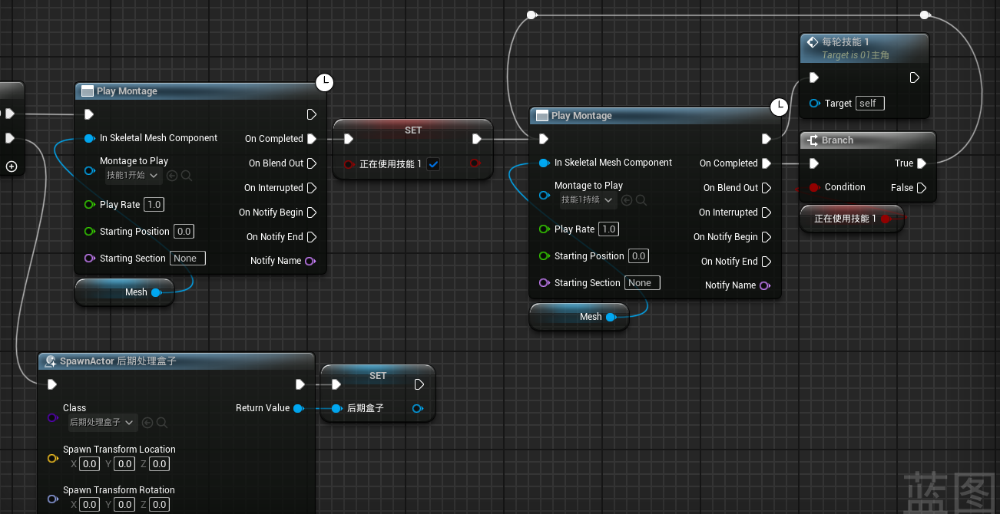 Play Montage
In Skeletal Mesh Component
On Completed
Montage to Play
技能1开始
On Blend Out
On Interrupted
Play Rate 1.0
On Notify Begin
Starting Position 0.0
On Notify End
Starting Section None
Notify Name
Mesh
SET
正在使用技能 1
Play Montage
In Skeletal Mesh Component
On Completed
Montage to Play
技能1持续
On Blend Out
On Interrupted
Play Rate 1.0
On Notify Begin
Starting Position 0.0
On Notify End
Starting Section None
Notify Name
Mesh
每轮技能 1
Target is 01主角
Target self
Branch
True
Condition
False
正在使用技能 1
SpawnActor 后期处理盒子
Class
后期处理盒子
Return Value
Spawn Transform Location
X 0.0 Y 0.0 Z 0.0
Spawn Transform Rotation
X 0.0 Y 0.0 Z 0.0
SET
后期盒子
蓝图